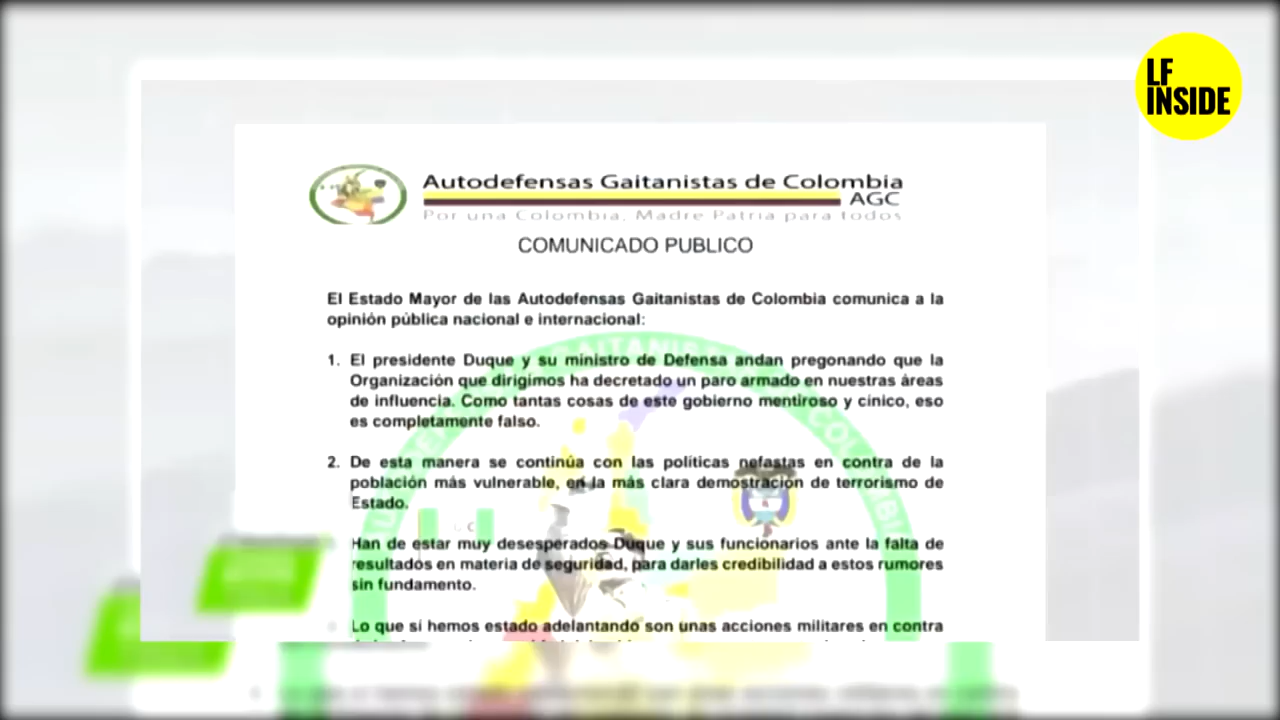 LF
INSIDE
Autodefensas Gaitanistas de Colombia
AGC
Por una Colombia, Madre Patria para todos
COMUNICADO PUBLICO
El Estado Mayor de las Autodefensas Gaitanistas de Colombia comunica a la
opinión pública nacional e internacional:
1. El presidente Duque y su ministro de Defensa andan pregonando que la
Organización que dirigimos ha decretado un paro armado en nuestras áreas
de influencia. Como tantas cosas de este gobierno mentiroso y cínico, eso
es completamente falso.
2. De esta manera se continúa con las políticas nefastas en contra de la
población más vulnerable, en la más clara demostración de terrorismo de
Estado.
Han de estar muy desesperados Duque y sus funcionarios ante la falta de
resultados en materia de seguridad, para darles credibilidad a estos rumores
sin fundamento.
Lo que sí hemos estado adelantando son unas acciones militares en contra